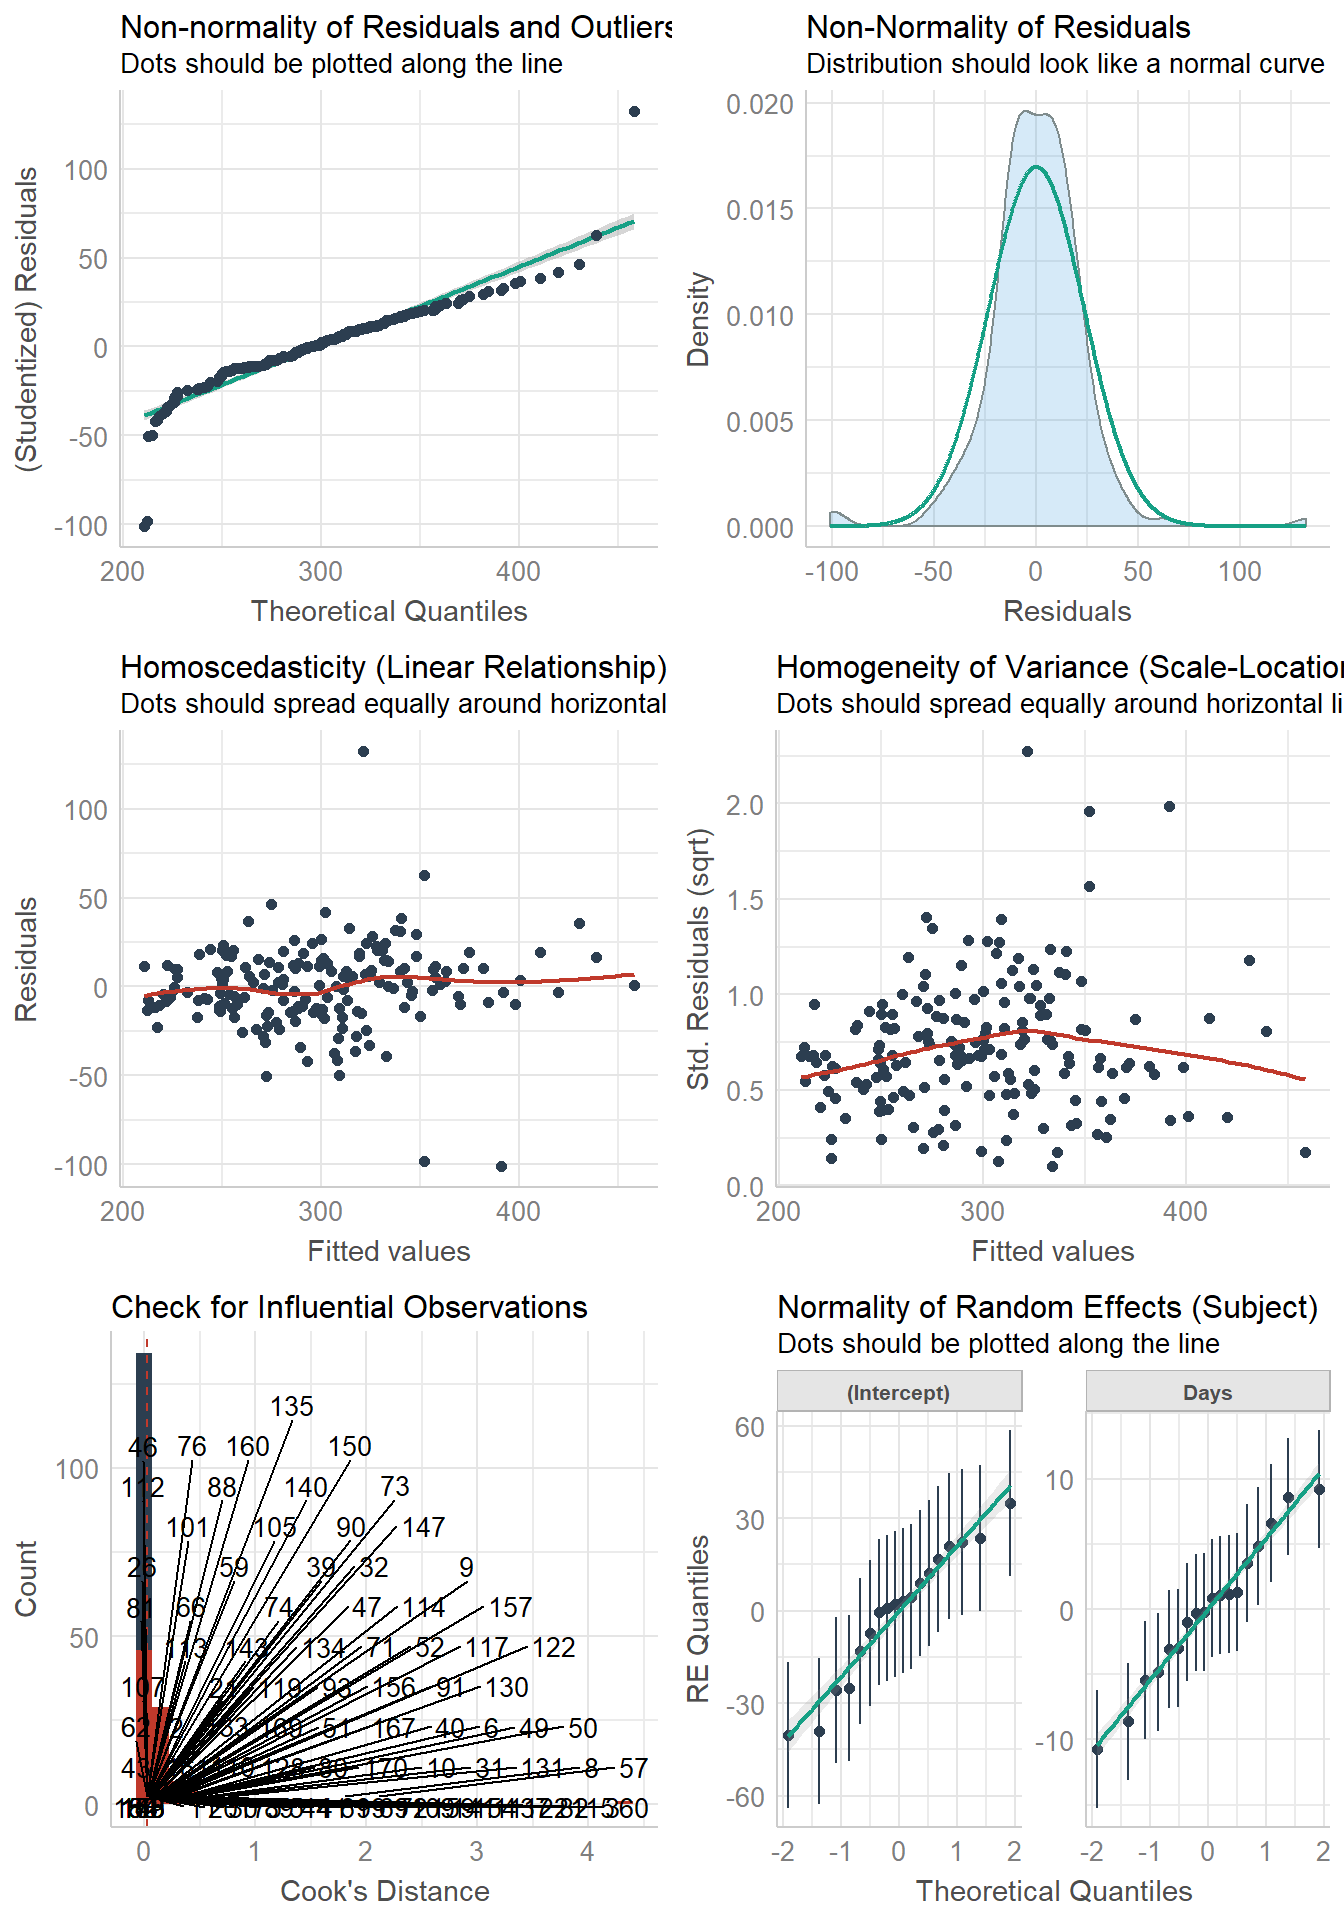 Non-normality of Residuals and Outliers
Dots should be plotted along the line
100
50
0
-50
-100
(Studentized) Residuals
200 300 400
Theoretical Quantiles
Non-Normality of Residuals
Distribution should look like a normal curve
0.020
0.015
0.010
0.005
0.000
Density
-100 -50 0 50 100
Residuals
Homoscedasticity (Linear Relationship)
Dots should spread equally around horizontal
100
50
0
-50
-100
Residuals
200 300 400
Fitted values
Homogeneity of Variance (Scale-Location
Dots should spread equally around horizontal li
2.0
1.5
1.0
0.5
0.0
Std. Residuals (sqrt)
200 300 400
Fitted values
Check for Influential Observations
100
50
0
Count
135
46 76 160 150
112 88 140 73
101 105 90 147
26 59 39 32 9
81 66 74 47 114 157
113 143 134 71 52 117 122
107 21 119 93 156 91 130
62 51 167 40 6 49 50
43 128 80 170 10 31 131 8 57
0 1 2 3 4
Cook's Distance
Normality of Random Effects (Subject)
Dots should be plotted along the line
(Intercept)
60
30
0
-30
-60
RE Quantiles
-2 -1 0 1 2
Days
10
0
-10
-2 -1 0 1 2
Theoretical Quantiles